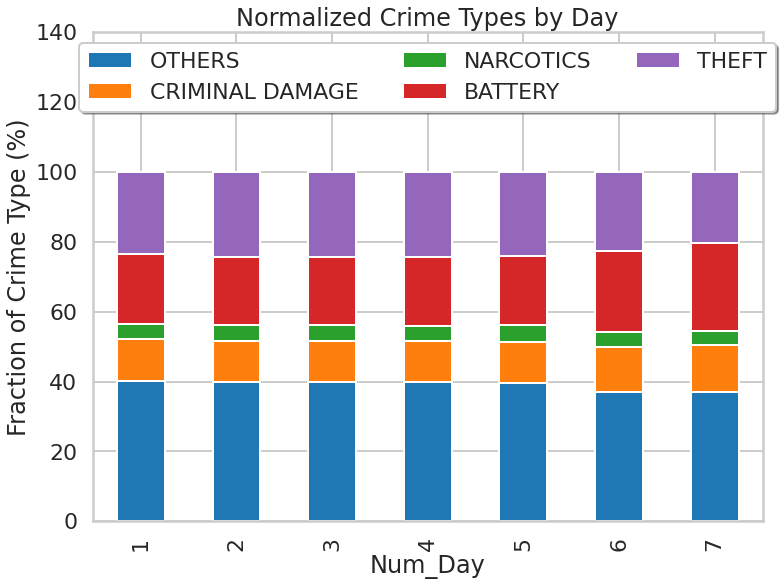 Normalized Crime Types by Day
OTHERS
CRIMINAL DAMAGE
NARCOTICS
BATTERY
THEFT
Fraction of Crime Type (%)
140
120
100
80
60
40
20
0
1 2 3 4 5 6 7
Num_Day